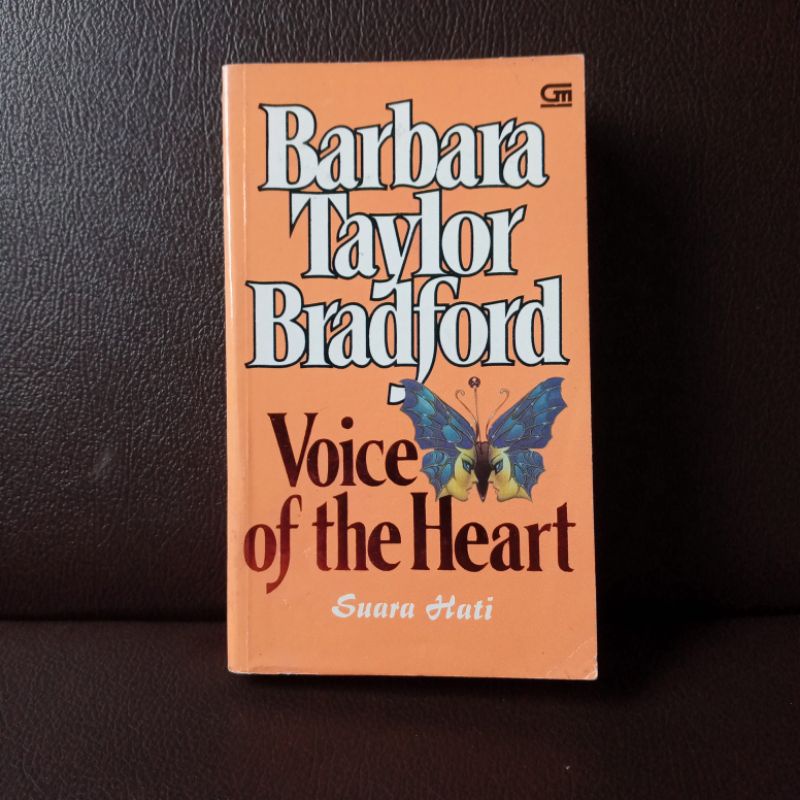 GM
Barbara
Taylor
Bradford
Voice
of the Heart
Suara Hati